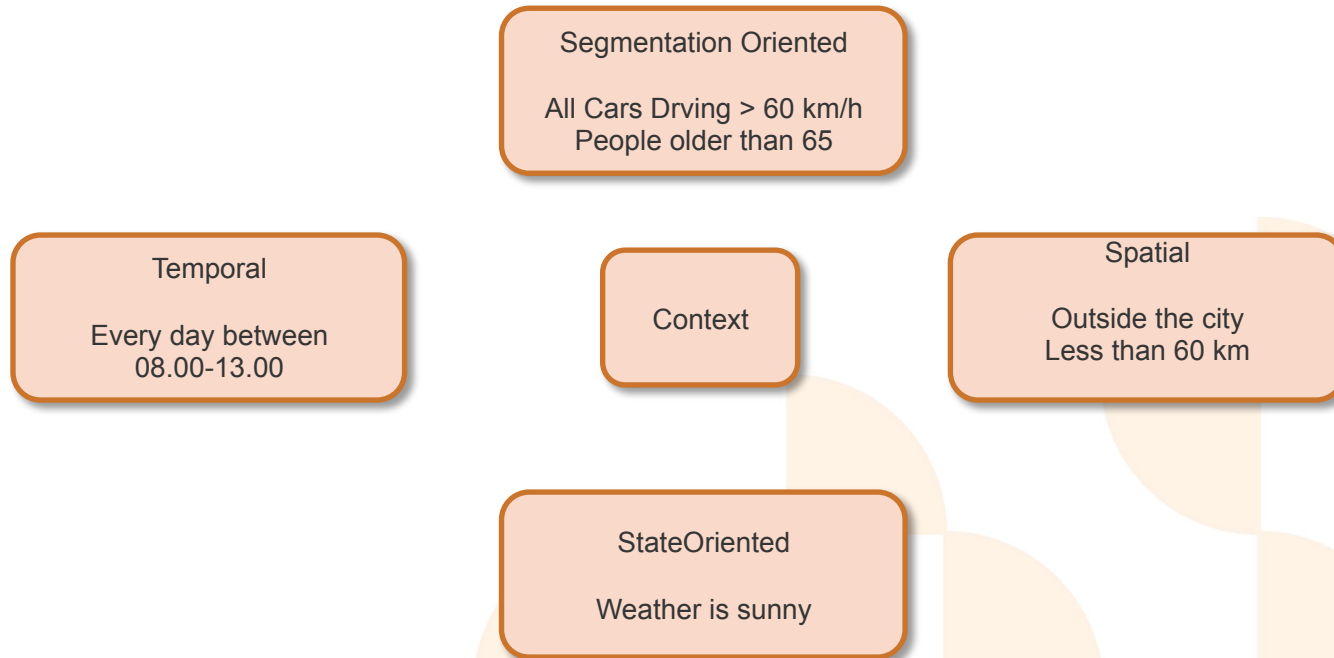 Segmentation Oriented
All Cars Drving > 60 km/h
People older than 65
Temporal
Every day between
08.00-13.00
Context
Spatial
Outside the city
Less than 60 km
StateOriented
Weather is sunny